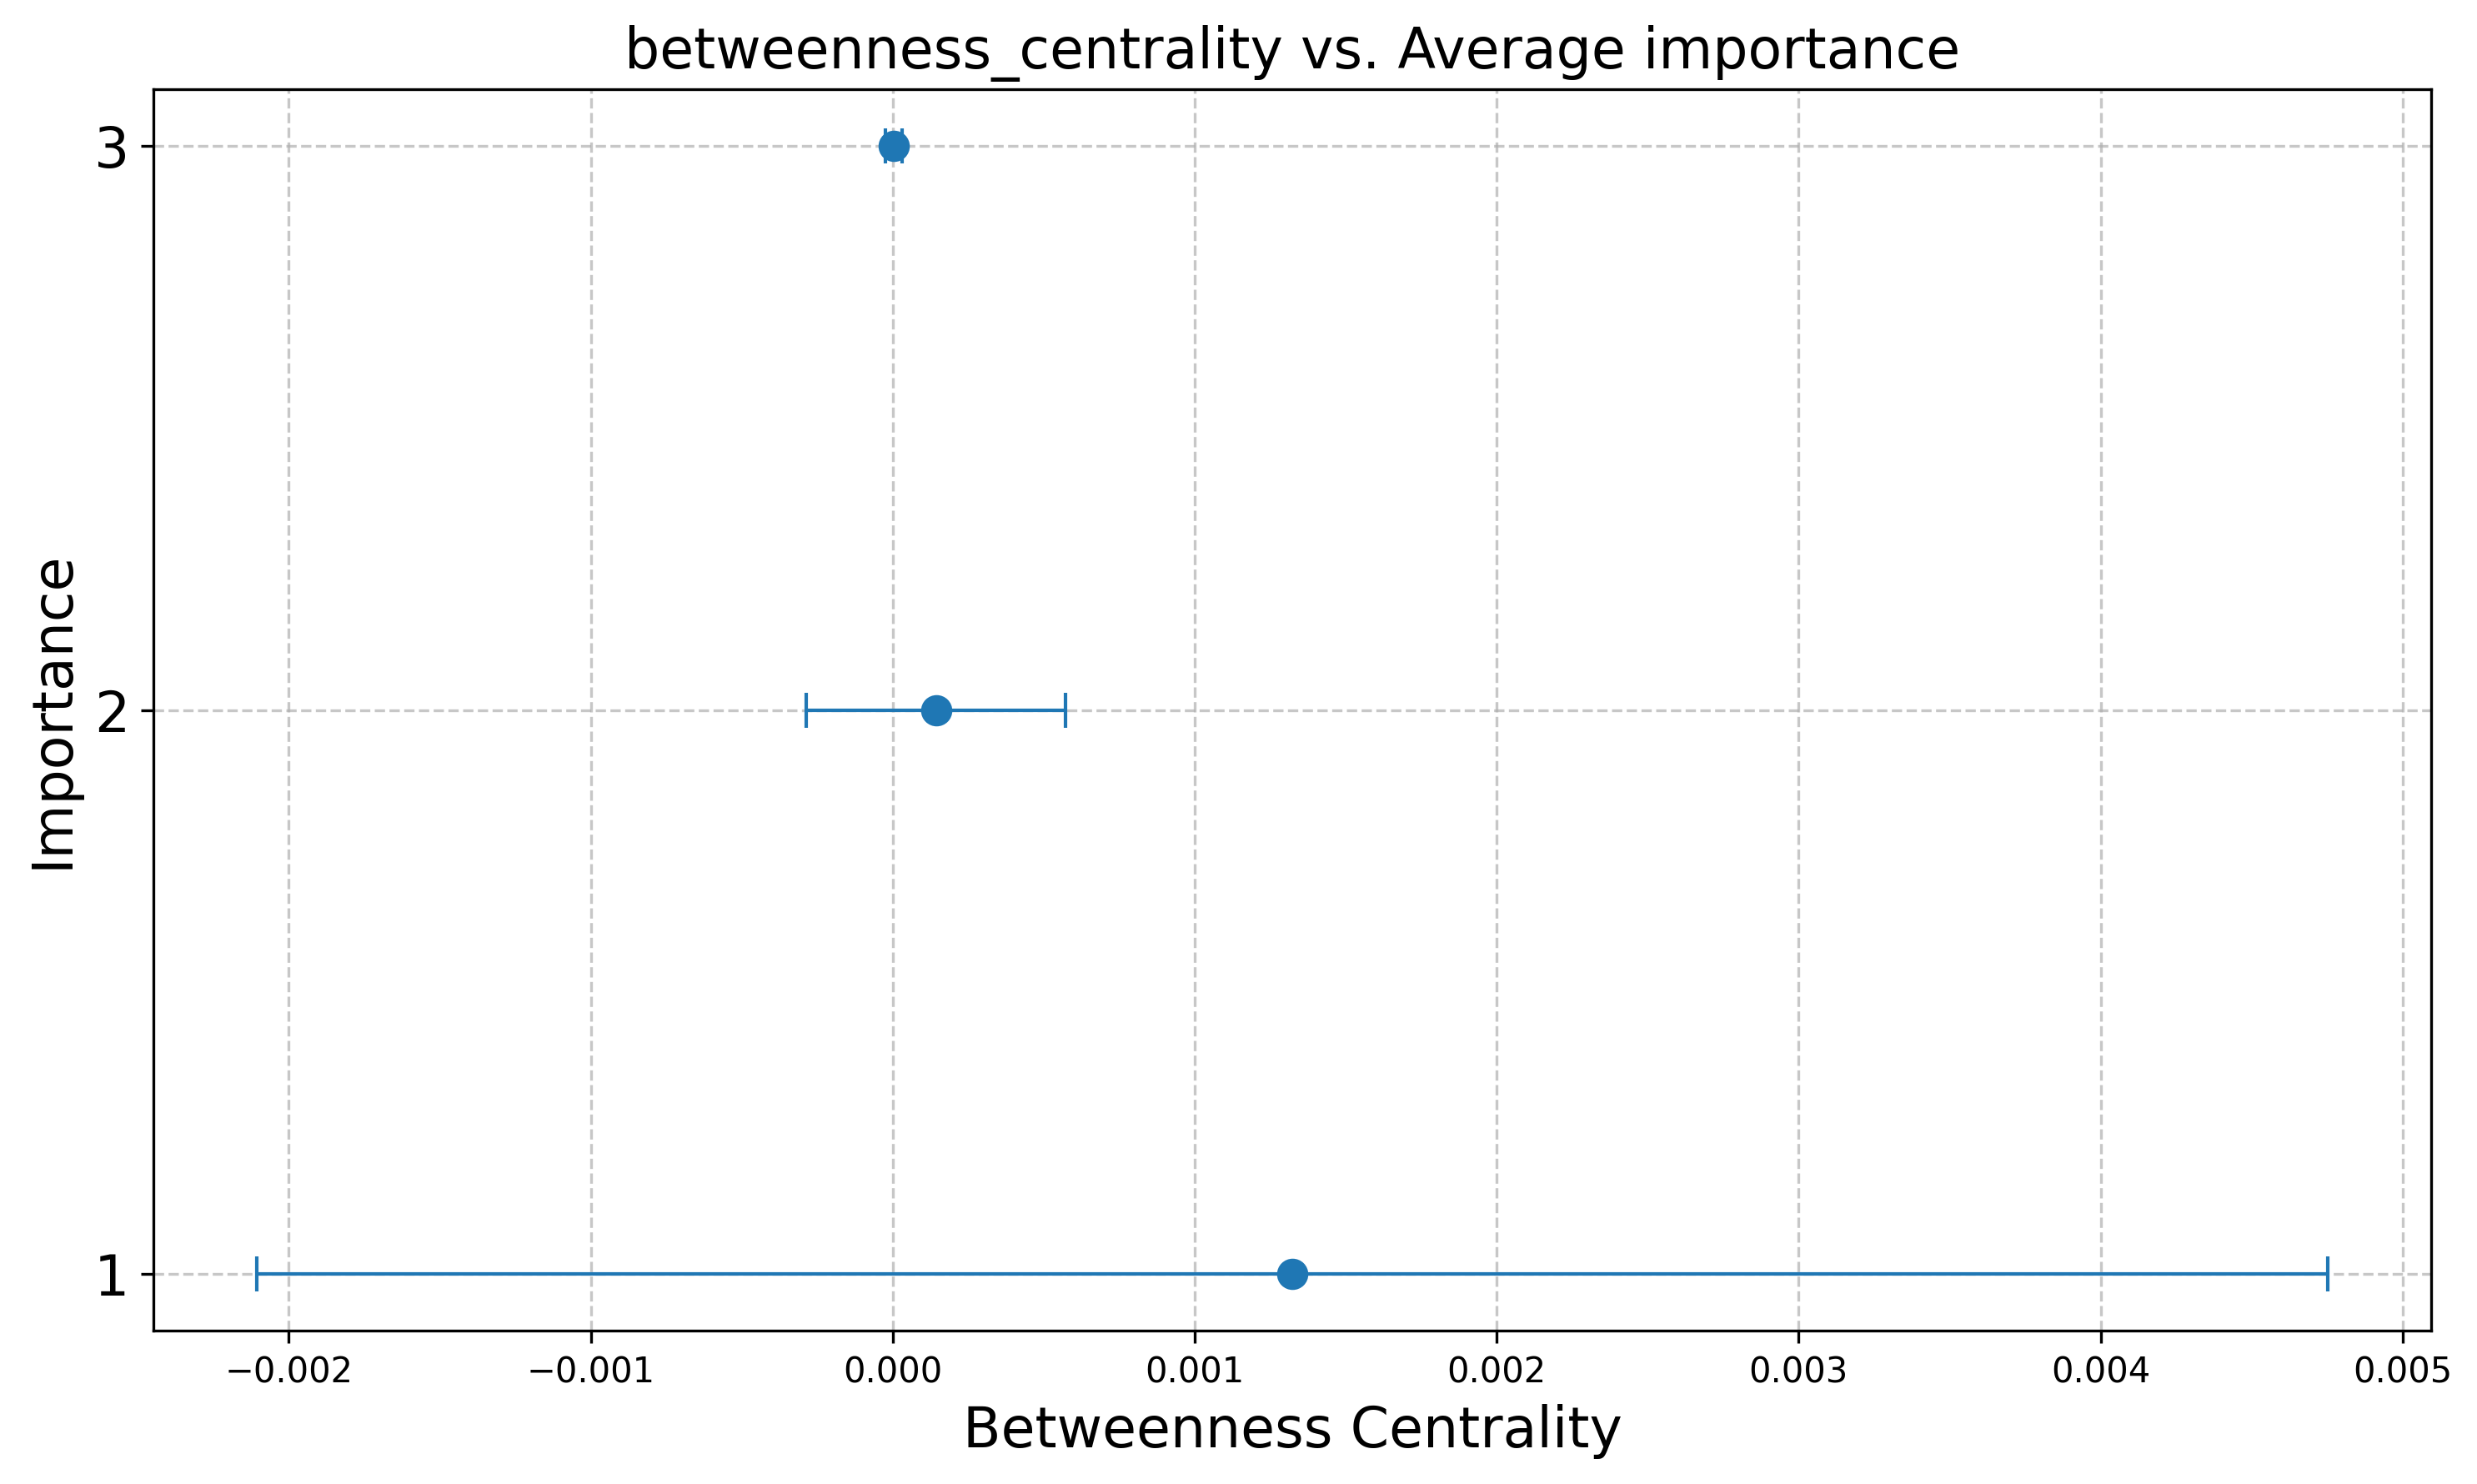 betweenness_centrality vs. Average importance
3
2
1
Importance
−0.002 −0.001 0.000 0.001 0.002 0.003 0.004 0.005
Betweenness Centrality